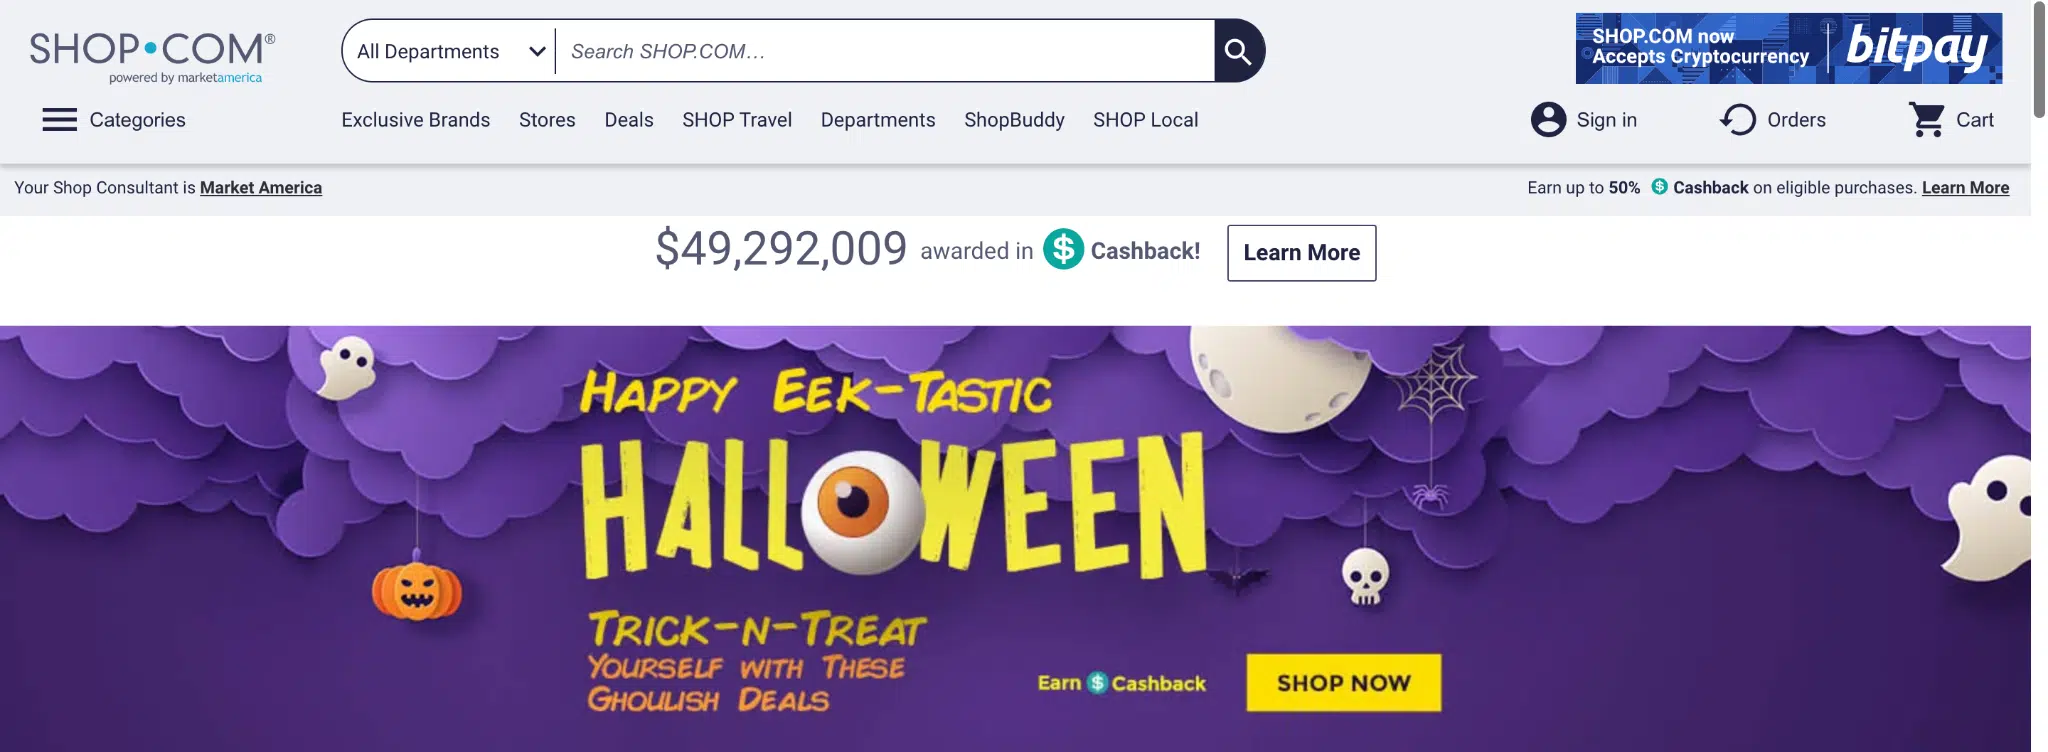 SHOP•COM®
powered by marketamerica
All Departments
Search SHOP.COM...
SHOP.COM now
Accepts Cryptocurrency
bitpay
Categories
Exclusive Brands
Stores
Deals
SHOP Travel
Departments
ShopBuddy
SHOP Local
Sign in
Orders
Cart
Your Shop Consultant is Market America
Earn up to 50% $ Cashback on eligible purchases. Learn More
$49,292,009 awarded in $ Cashback!
Learn More
HAPPY EEK-TASTIC
HALLOWEEN
TRICK-N-TREAT
YOURSELF WITH THESE
GHOULISH DEALS
Earn $ Cashback
SHOP NOW